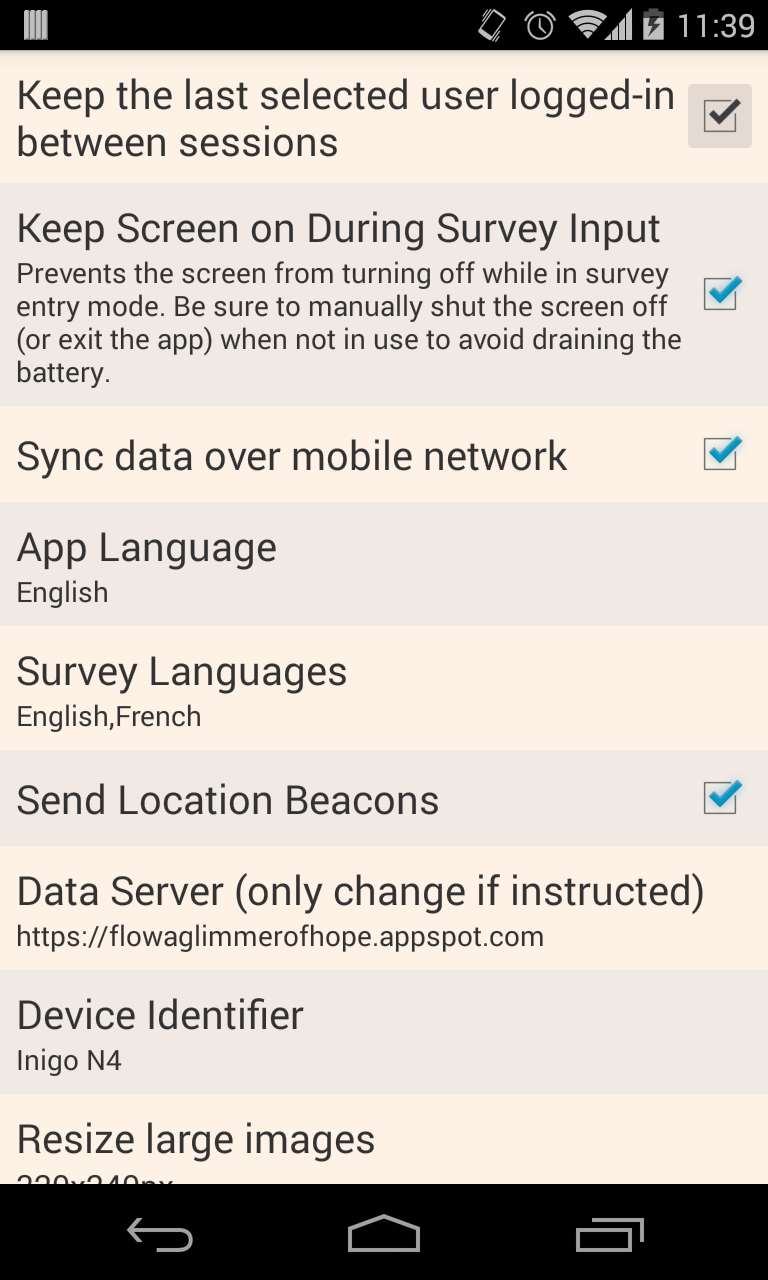 11:39
Keep the last selected user logged-in
between sessions
Keep Screen on During Survey Input
Prevents the screen from turning off while in survey
entry mode. Be sure to manually shut the screen off
(or exit the app) when not in use to avoid draining the
battery.
Sync data over mobile network
App Language
English
Survey Languages
English,French
Send Location Beacons
Data Server (only change if instructed)
https://flowaglimmerofhope.appspot.com
Device Identifier
Inigo N4
Resize large images